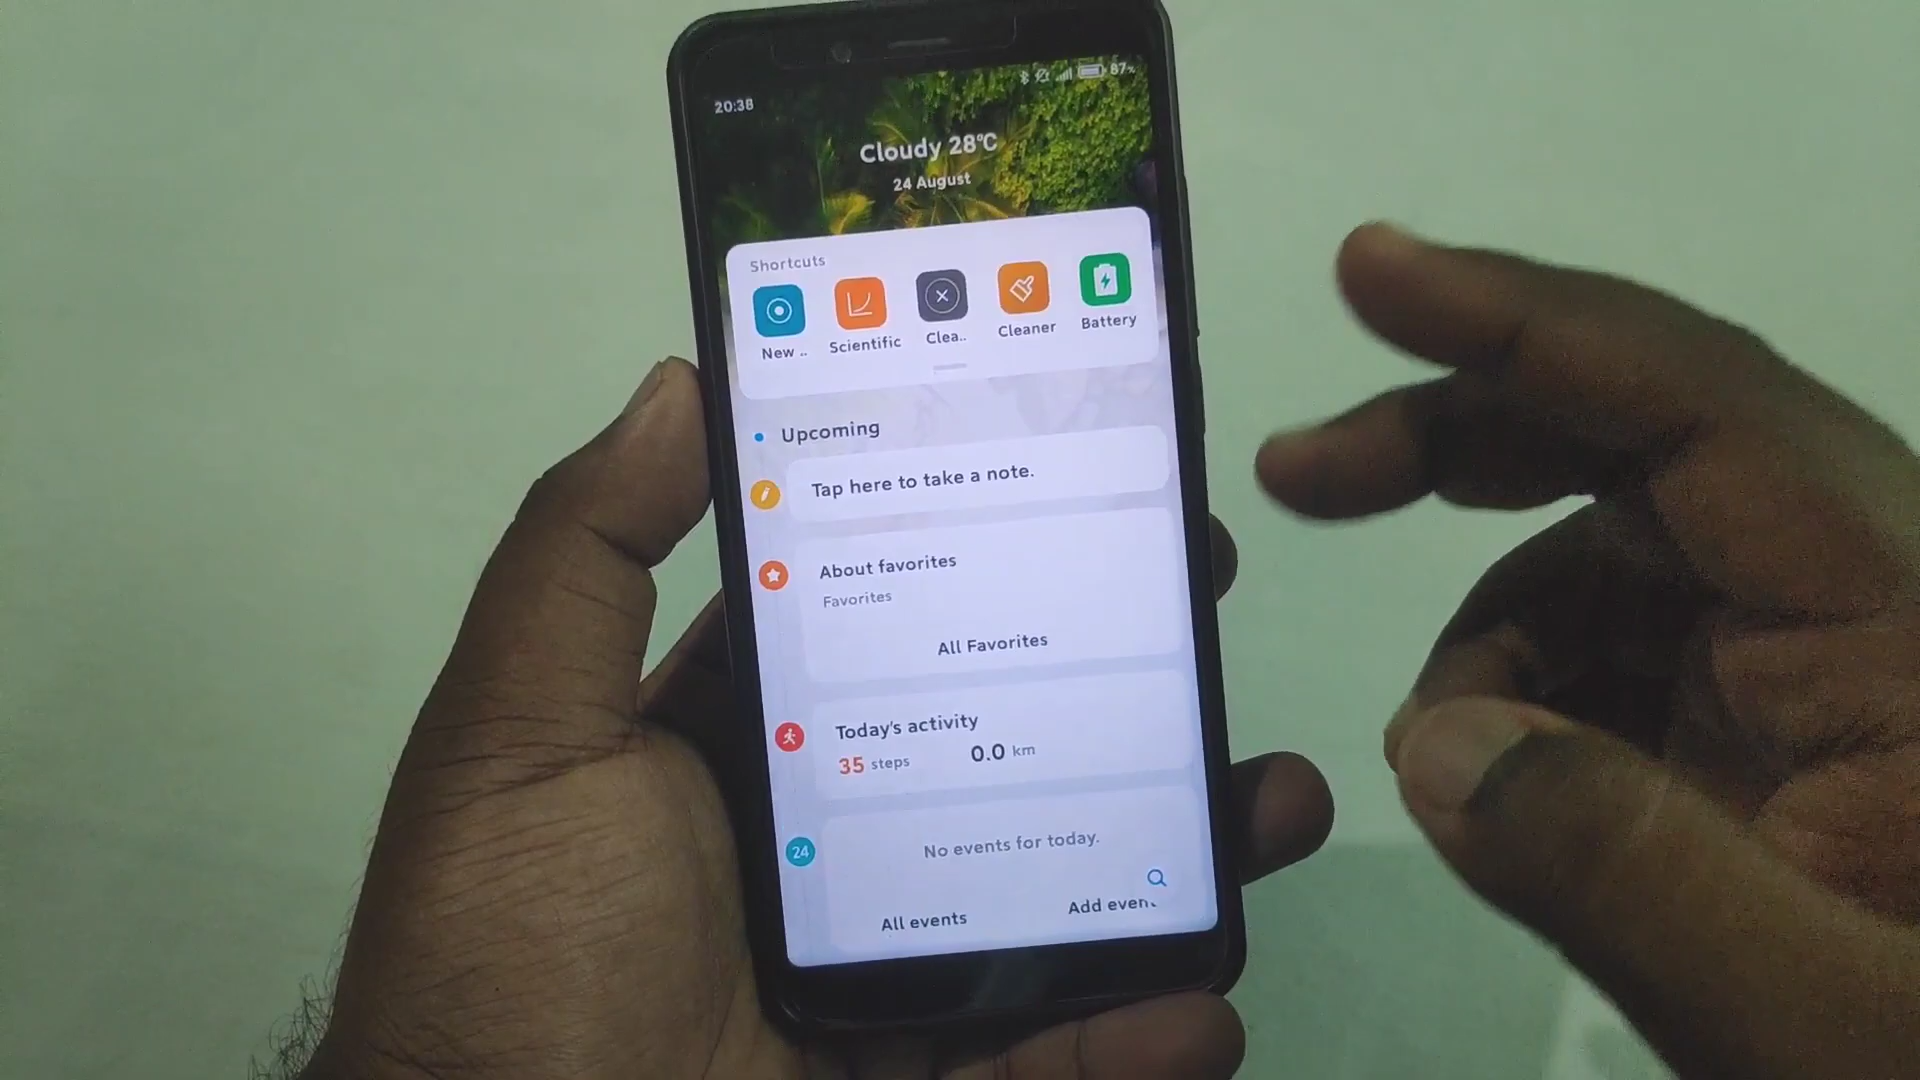 20:38
87%
Cloudy 28°C
24 August
Shortcuts
New ..
Scientific
Clea..
Cleaner
Battery
Upcoming
Tap here to take a note.
About favorites
Favorites
All Favorites
Today's activity
35 steps
0.0 km
24
No events for today.
All events
Add even